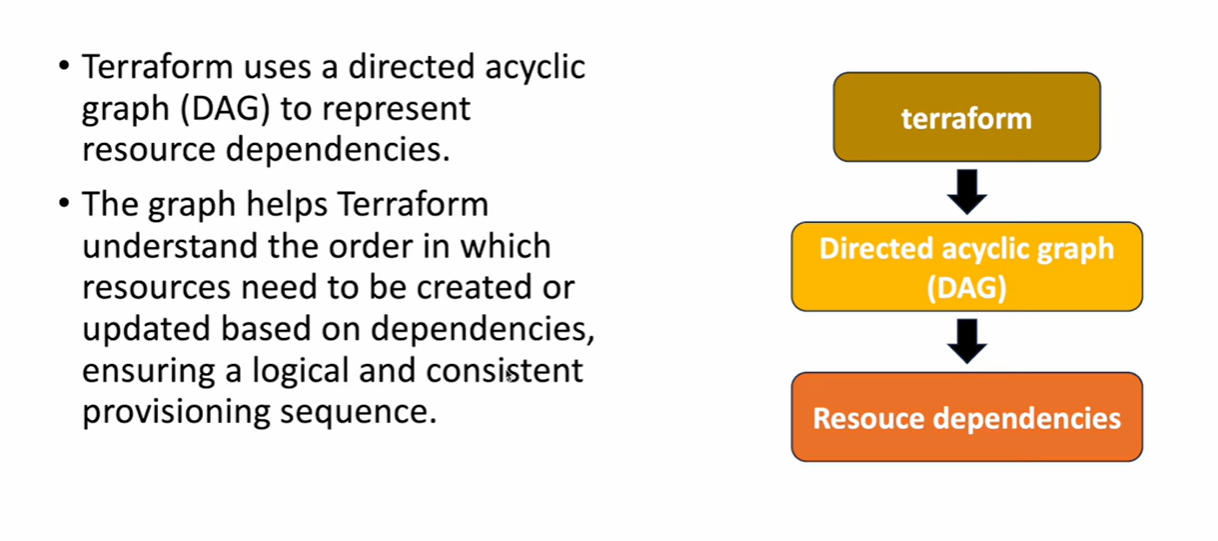 • Terraform uses a directed acyclic
graph (DAG) to represent
resource dependencies.
• The graph helps Terraform
understand the order in which
resources need to be created or
updated based on dependencies,
ensuring a logical and consistent
provisioning sequence.
terraform
Directed acyclic graph
(DAG)
Resouce dependencies